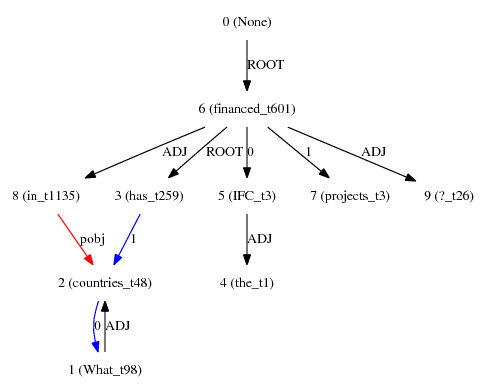 0 (None)
ROOT
6 (financed_t601)
ADJ ROOT 0 1 ADJ
8 (in_t1135) 3 (has_t259) 5 (IFC_t3) 7 (projects_t3) 9 (?_t26)
pobj 1 ADJ
2 (countries_t48) 4 (the_t1)
0 ADJ
1 (What_t98)